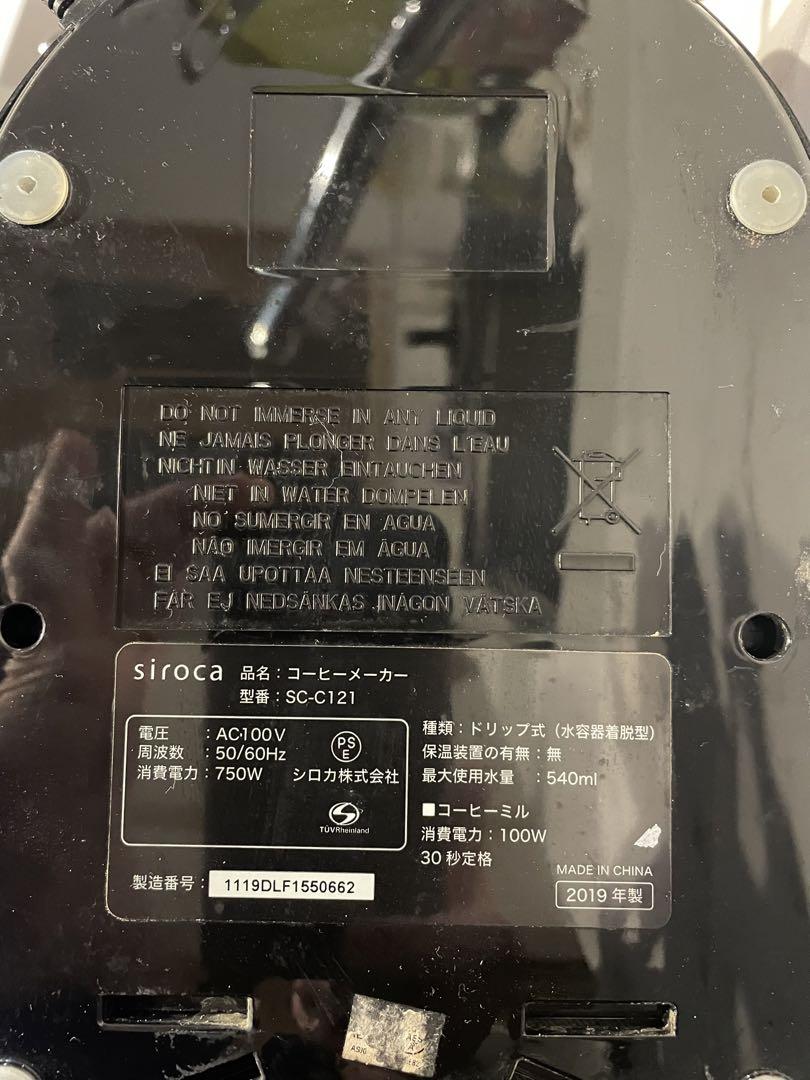 DO NOT IMMERSE IN ANY LIQUID
NE JAMAIS PLONGER DANS L'EAU
NICHT IN WASSER EINTAUCHEN
NIET IN WATER DOMPELEN
NO SUMERGIR EN AGUA
NÃO IMERGIR EM ÁGUA
EI SAA UPOTTAA NESTEENSEEN
FÅR EJ NEDSÄNKAS INÅGON VÄTSKA
siroca 品名：コーヒーメーカー
型番：SC-C121
電圧 ：AC100V
周波数 ：50/60Hz
消費電力：750W
PS
E
シロカ株式会社
TÜVRheinland
種類：ドリップ式（水容器着脱型）
保温装置の有無：無
最大使用水量 ：540ml
■コーヒーミル
消費電力：100W
30秒定格
MADE IN CHINA
2019年製
製造番号：1119DLF1550662